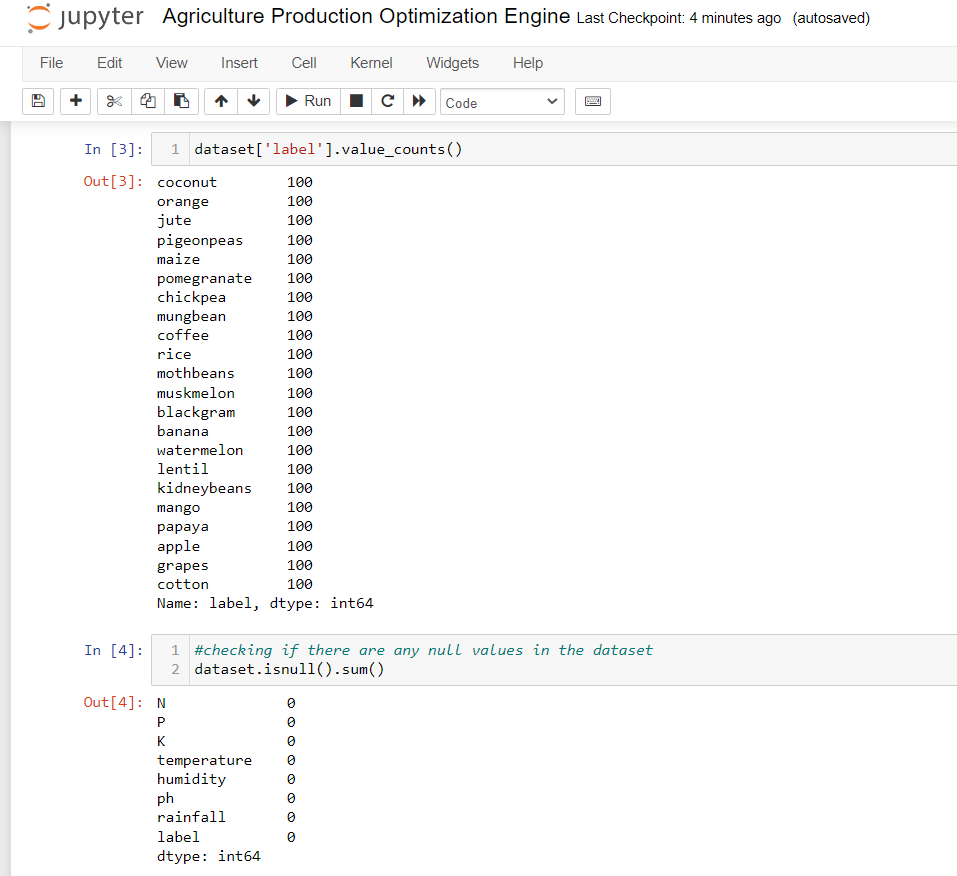 jupyter Agriculture Production Optimization Engine Last Checkpoint: 4 minutes ago (autosaved)
File Edit View Insert Cell Kernel Widgets Help
Run Code
In [3]: 1 dataset['label'].value_counts()
Out[3]: coconut 100
orange 100
jute 100
pigeonpeas 100
maize 100
pomegranate 100
chickpea 100
mungbean 100
coffee 100
rice 100
mothbeans 100
muskmelon 100
blackgram 100
banana 100
watermelon 100
lentil 100
kidneybeans 100
mango 100
papaya 100
apple 100
grapes 100
cotton 100
Name: label, dtype: int64
In [4]: 1 #checking if there are any null values in the dataset
2 dataset.isnull().sum()
Out[4]: N 0
P 0
K 0
temperature 0
humidity 0
ph 0
rainfall 0
label 0
dtype: int64